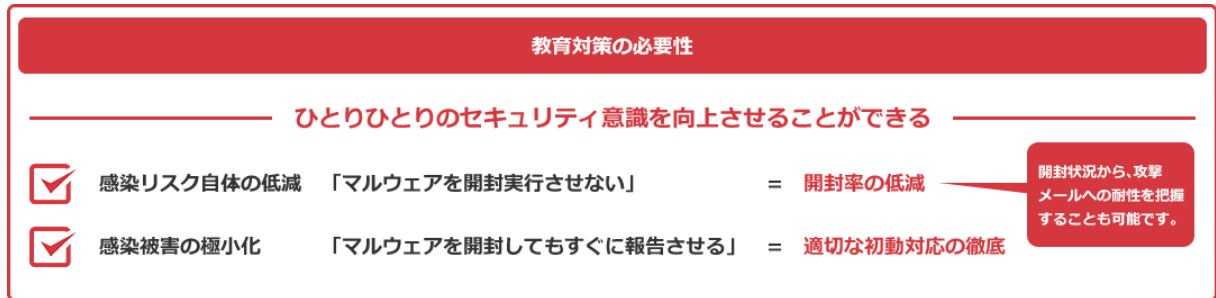 教育対策の必要性
ひとりひとりのセキュリティ意識を向上させることができる
感染リスク自体の低減 「マルウェアを開封実行させない」 = 開封率の低減
開封状況から、攻撃
メールへの耐性を把握
することも可能です。
感染被害の極小化 「マルウェアを開封してもすぐに報告させる」 = 適切な初動対応の徹底